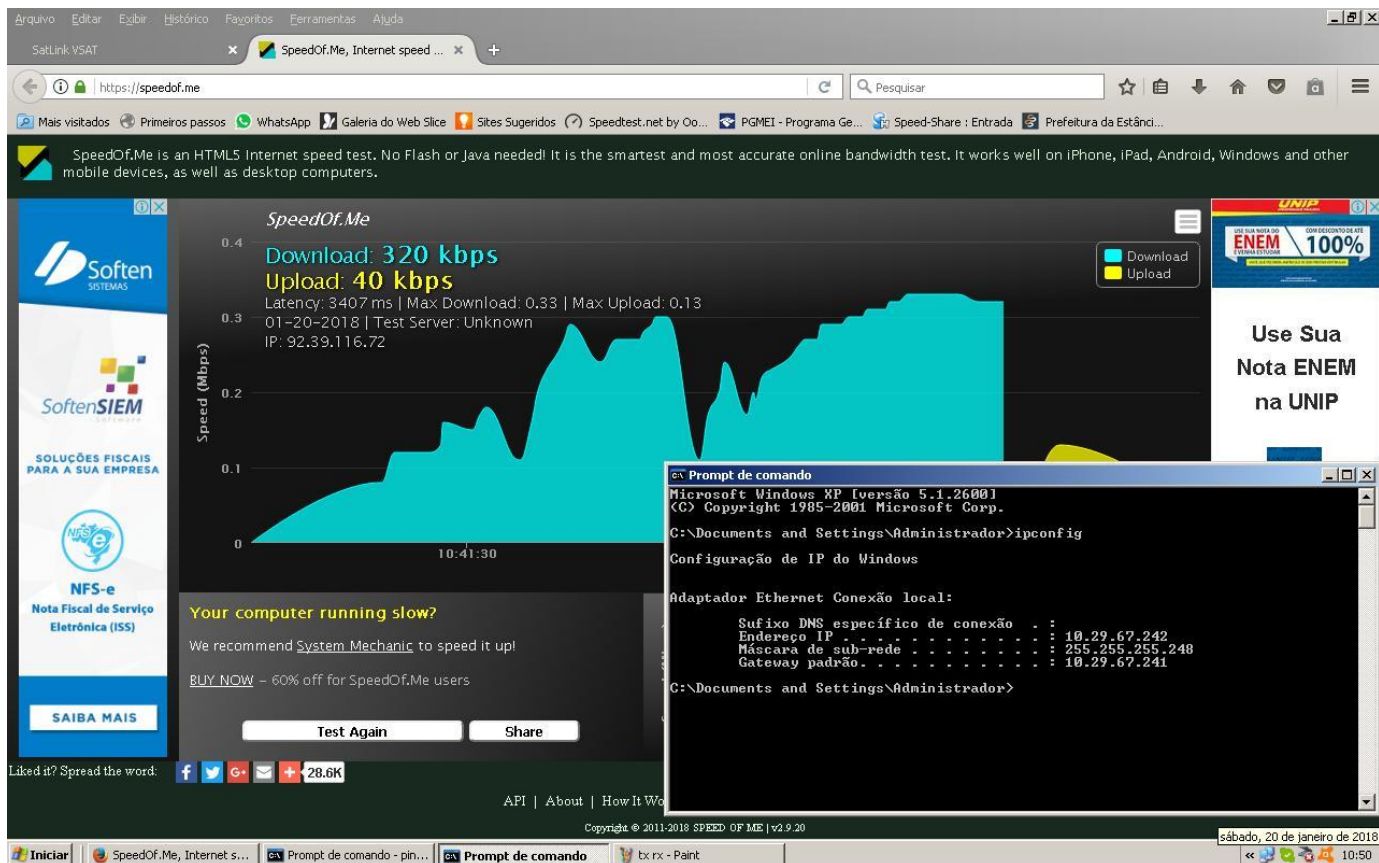 Arquivo Editar Exibir Histórico Favoritos Ferramentas Ajuda
SatLink VSAT
SpeedOf.Me, Internet speed ...
https://speedof.me
Pesquisar
Mais visitados Primeiros passos WhatsApp Galeria do Web Slice Sites Sugeridos Speedtest.net by Oo... PGMEI - Programa Ge... Speed-Share : Entrada Prefeitura da Estânci...
SpeedOf.Me is an HTML5 Internet speed test. No Flash or Java needed! It is the smartest and most accurate online bandwidth test. It works well on iPhone, iPad, Android, Windows and other
mobile devices, as well as desktop computers.
Soften
SISTEMAS
SoftenSIEM
Software
SOLUÇÕES FISCAIS
PARA A SUA EMPRESA
NFS-e
NFS-e
Nota Fiscal de Serviço
Eletrônica (ISS)
SAIBA MAIS
SpeedOf.Me
Download: 320 kbps
Upload: 40 kbps
Latency: 3407 ms | Max Download: 0.33 | Max Upload: 0.13
01-20-2018 | Test Server: Unknown
IP: 92.39.116.72
Download
Upload
Speed (Mbps)
0.4
0.3
0.2
0.1
0
10:41:30
UNIP
USE SUA NOTA DO
ENEM
E VENHA ESTUDAR
COM DESCONTO DE ATÉ
100%
Use Sua
Nota ENEM
na UNIP
Your computer running slow?
We recommend System Mechanic to speed it up!
BUY NOW – 60% off for SpeedOf.Me users
Test Again
Share
Prompt de comando
Microsoft Windows XP [versão 5.1.2600]
(C) Copyright 1985-2001 Microsoft Corp.
C:\Documents and Settings\Administrador>ipconfig
Configuração de IP do Windows
Adaptador Ethernet Conexão local:
Sufixo DNS específico de conexão . :
Endereço IP . . . . . . . . . . . . : 10.29.67.242
Máscara de sub-rede . . . . . . . . : 255.255.255.248
Gateway padrão. . . . . . . . . . . : 10.29.67.241
C:\Documents and Settings\Administrador>
Liked it? Spread the word:
28.6K
API | About | How It Wo
Copyright © 2011-2018 SPEED OF ME | v2.9.20
sábado, 20 de janeiro de 2018
Iniciar SpeedOf.Me, Internet s... Prompt de comando - pin... Prompt de comando tx rx - Paint 10:50